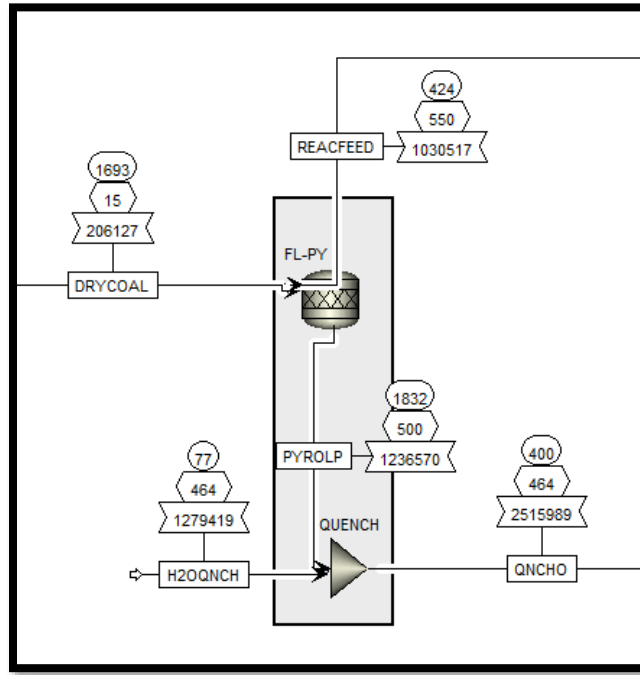 424
550
REACFEED
1030517
1693
15
206127
FL-PY
DRYCOAL
1832
500
PYROLP
1236570
77
464
1279419
400
464
2515989
QUENCH
H2OQNCH
QNCHO